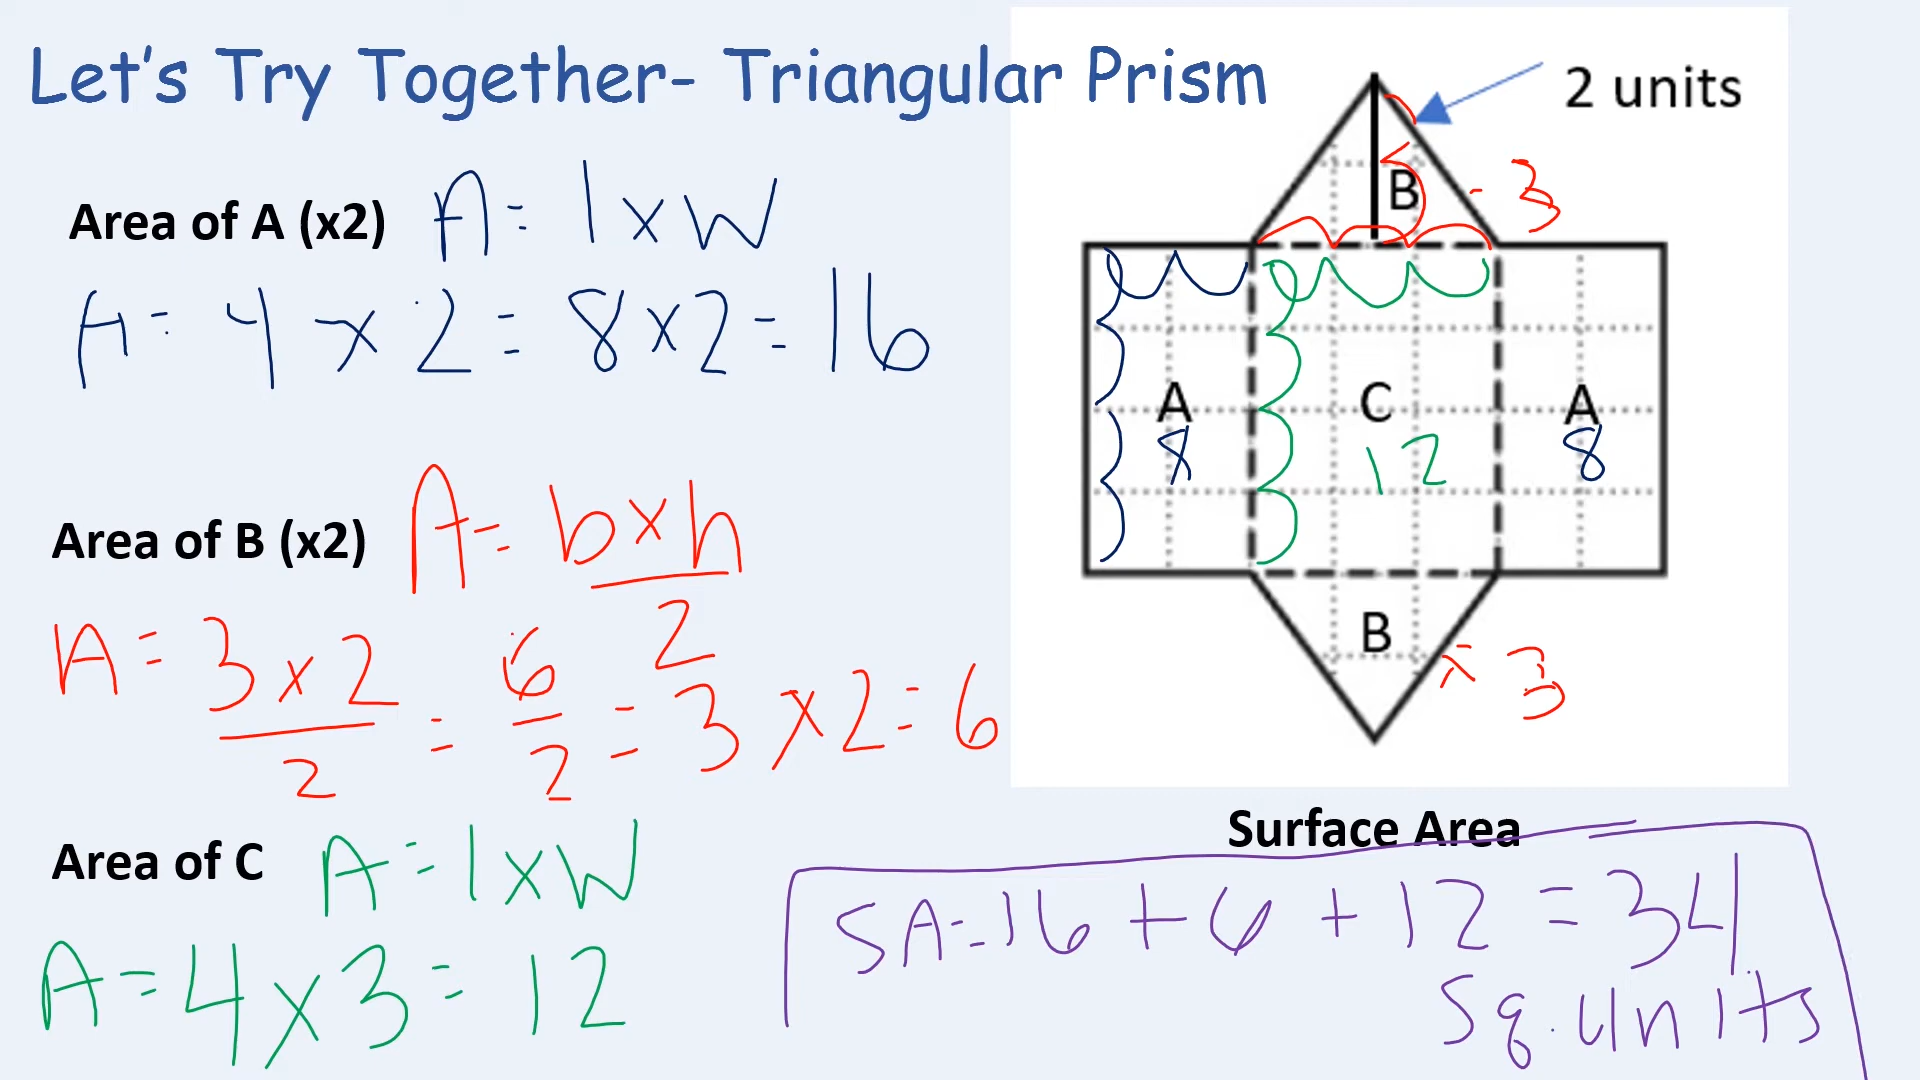 Let's Try Together- Triangular Prism
2 units
Area of A (x2) A = l x W
A = 4 x 2 = 8 x 2 = 16
B = 3
A
8
C
12
A
8
Area of B (x2) A = b x h
2
A = 3 x 2 = 6 = 3 x 2 = 6
2 2
B = 3
Area of C A = l x W
A = 4 x 3 = 12
Surface Area
SA = 16 + 6 + 12 = 34
Sq. Units